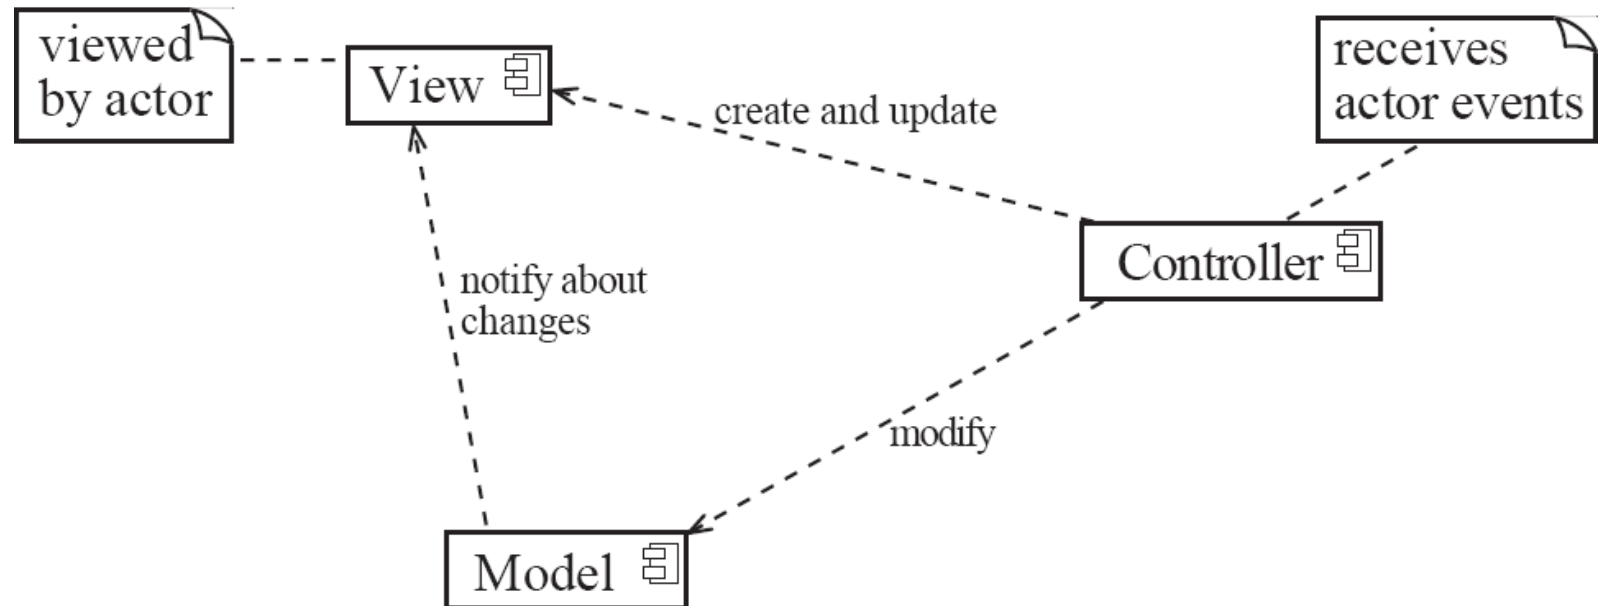 viewed
by actor
View
create and update
receives
actor events
Controller
notify about
changes
modify
Model